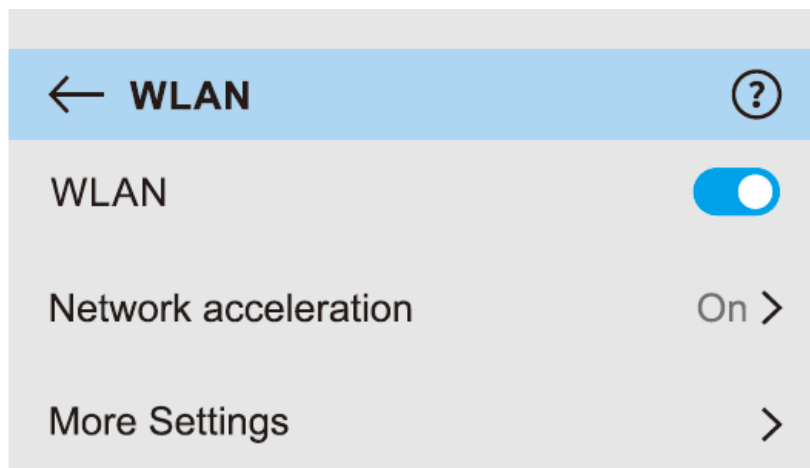 ← WLAN ?
WLAN
Network acceleration On >
More Settings >